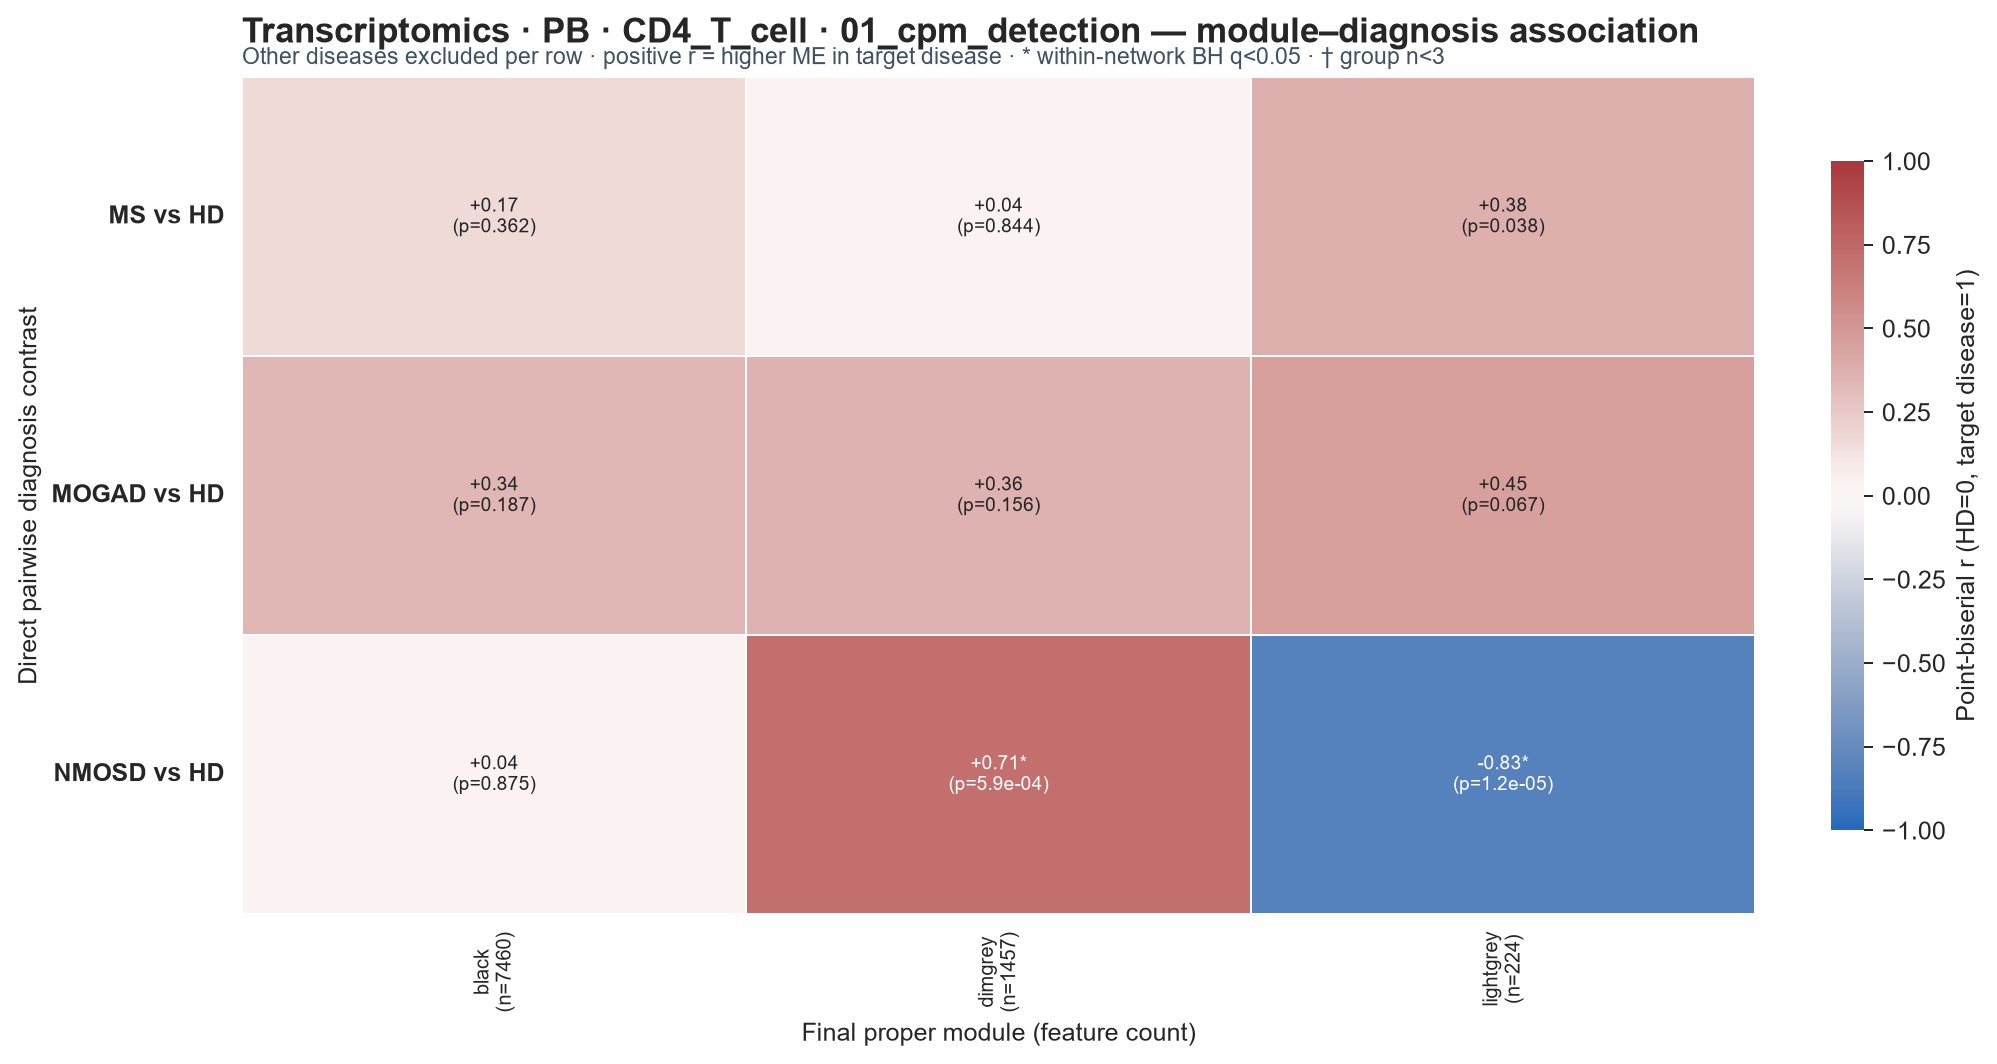 Transcriptomics · PB · CD4_T_cell · 01_cpm_detection — module–diagnosis association
Other diseases excluded per row · positive r = higher ME in target disease · * within-network BH q<0.05 · † group n<3
Direct pairwise diagnosis contrast
MS vs HD
+0.17
(p=0.362)
+0.04
(p=0.844)
+0.38
(p=0.038)
MOGAD vs HD
+0.34
(p=0.187)
+0.36
(p=0.156)
+0.45
(p=0.067)
NMOSD vs HD
+0.04
(p=0.875)
+0.71*
(p=5.9e-04)
-0.83*
(p=1.2e-05)
black
(n=7460)
dimgrey
(n=1457)
lightgrey
(n=224)
Final proper module (feature count)
1.00
0.75
0.50
0.25
0.00
−0.25
−0.50
−0.75
−1.00
Point-biserial r (HD=0, target disease=1)